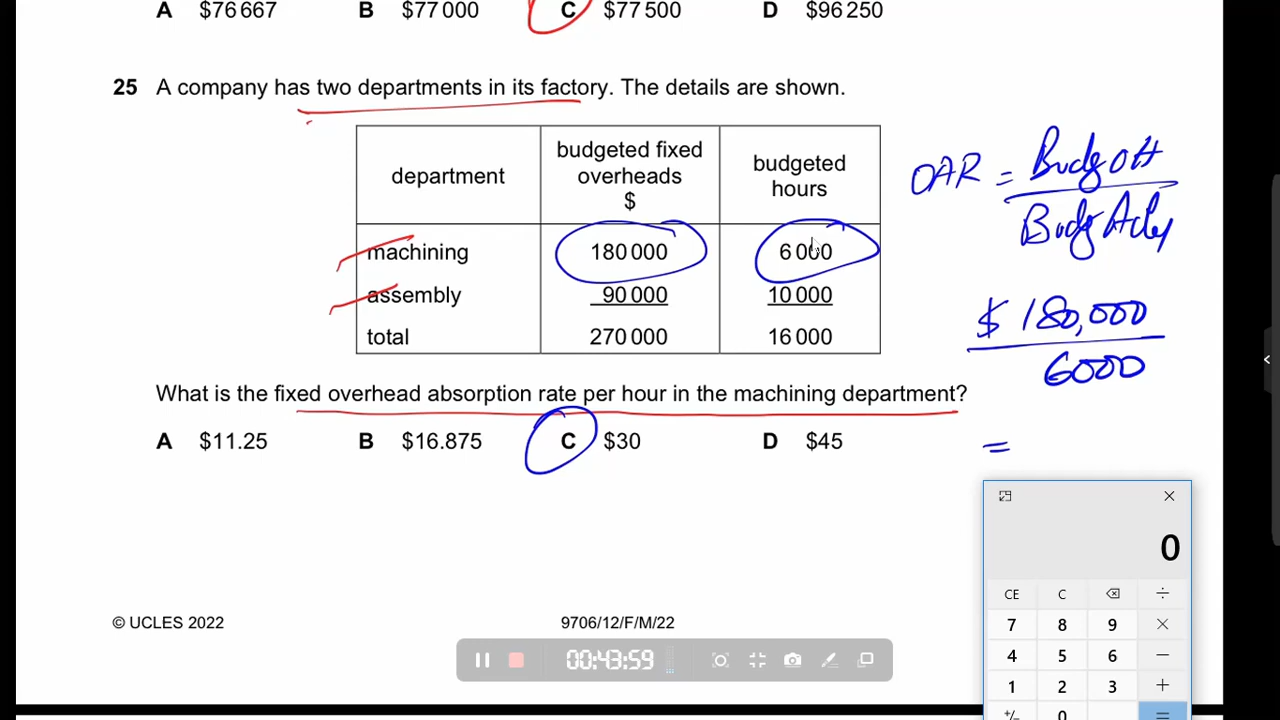 A $76 667 B $77 000 C $77 500 D $96 250
25 A company has two departments in its factory. The details are shown.
department
budgeted fixed
overheads
$
budgeted
hours
machining 180 000 6 000
assembly 90 000 10 000
total 270 000 16 000
OAR = Budg OH
Budg Acty
$ 180,000
6000
=
What is the fixed overhead absorption rate per hour in the machining department?
A $11.25 B $16.875 C $30 D $45
© UCLES 2022 9706/12/F/M/22
00:43:59
0
CE C ⌫ ÷
7 8 9 ×
4 5 6 −
1 2 3 +
+/− 0 =